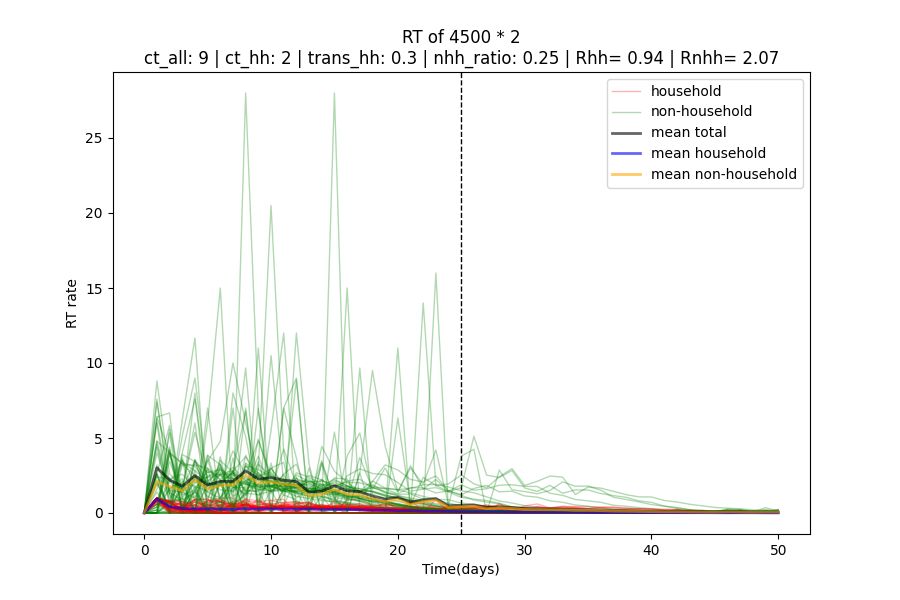 RT of 4500 * 2
ct_all: 9 | ct_hh: 2 | trans_hh: 0.3 | nhh_ratio: 0.25 | Rhh= 0.94 | Rnhh= 2.07
household
non-household
mean total
mean household
mean non-household
25
20
15
10
5
0
RT rate
0 10 20 30 40 50
Time(days)